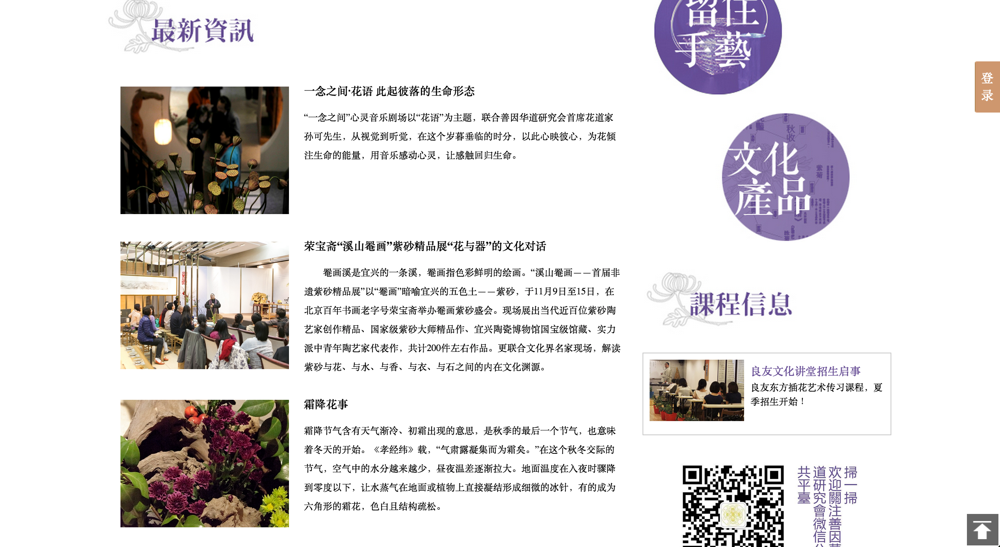 最新資訊
一念之间·花语 此起彼落的生命形态
“一念之间”心灵音乐剧场以“花语”为主题，联合善因华道研究会首席花道家
孙可先生，从视觉到听觉，在这个岁暮垂临的时分，以此心映彼心，为花倾
注生命的能量，用音乐感动心灵，让感触回归生命。
荣宝斋“溪山罨画”紫砂精品展“花与器”的文化对话
罨画溪是宜兴的一条溪，罨画指色彩鲜明的绘画。“溪山罨画——首届非
遗紫砂精品展”以“罨画”暗喻宜兴的五色土——紫砂，于11月9日至15日，在
北京百年书画老字号荣宝斋举办罨画紫砂盛会。现场展出当代近百位紫砂陶
艺家创作精品、国家级紫砂大师精品作、宜兴陶瓷博物馆国宝级馆藏、实力
派中青年陶艺家代表作，共计200件左右作品。更联合文化界名家现场，解读
紫砂与花、与水、与香、与衣、与石之间的内在文化渊源。
霜降花事
霜降节气含有天气渐冷、初霜出现的意思，是秋季的最后一个节气，也意味
着冬天的开始。《孝经纬》载，“气肃露凝集而为霜矣。”在这个秋冬交际的
节气，空气中的水分越来越少，昼夜温差逐渐拉大。地面温度在入夜时骤降
到零度以下，让水蒸气在地面或植物上直接凝结形成细微的冰针，有的成为
六角形的霜花，色白且结构疏松。
留住
手藝
秋收
紫菊
文化
產品
課程信息
良友文化讲堂招生启事
良友东方插花艺术传习课程，夏
季招生开始！
掃一掃
欢迎關注善因華
道研究會微信公
共平臺
登
录